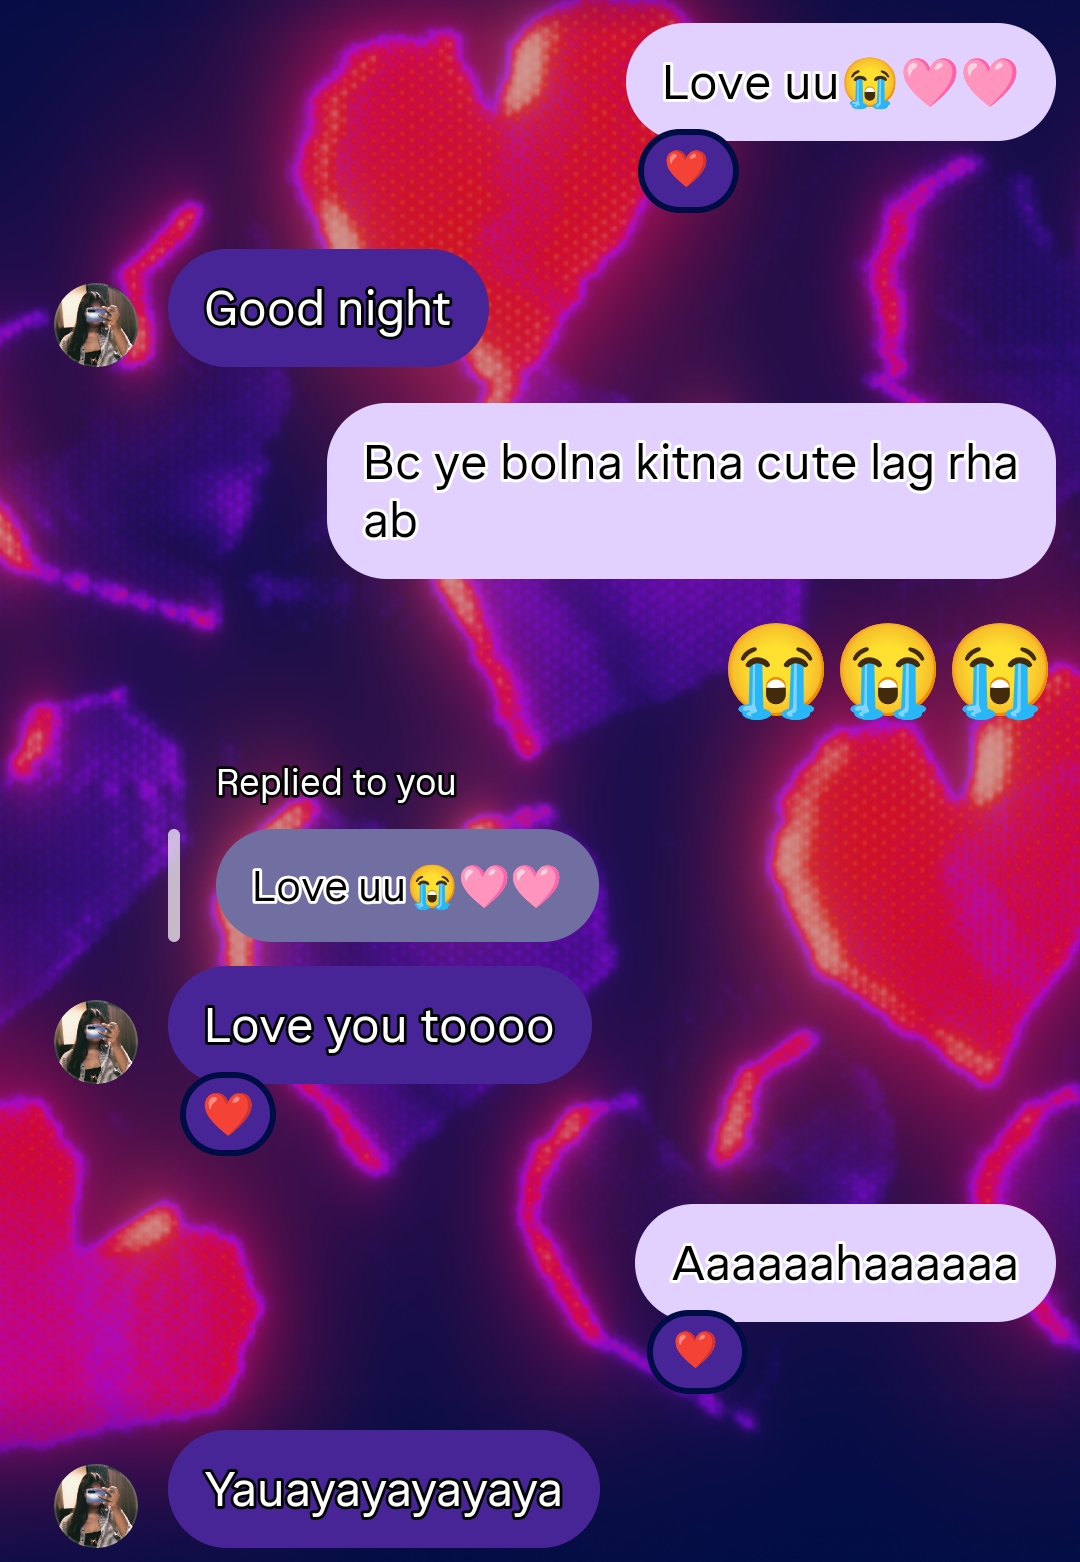 Love uu😭🩷🩷
❤️
Good night
Bc ye bolna kitna cute lag rha
ab
😭😭😭
Replied to you
Love uu😭🩷🩷
Love you toooo
❤️
Aaaaaahaaaaaa
❤️
Yauayayayayaya